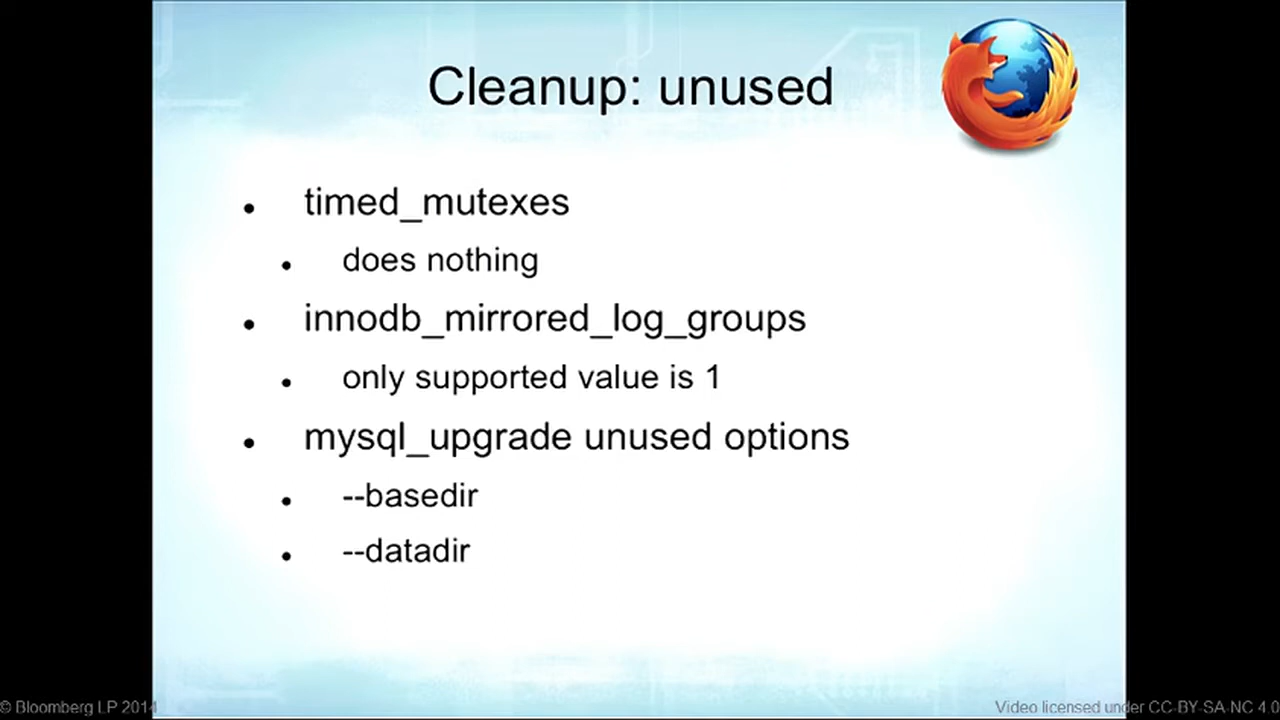 Cleanup: unused
timed_mutexes
does nothing
innodb_mirrored_log_groups
only supported value is 1
mysql_upgrade unused options
--basedir
--datadir
© Bloomberg LP 2014
Video licensed under CC-BY-SA-NC 4.0